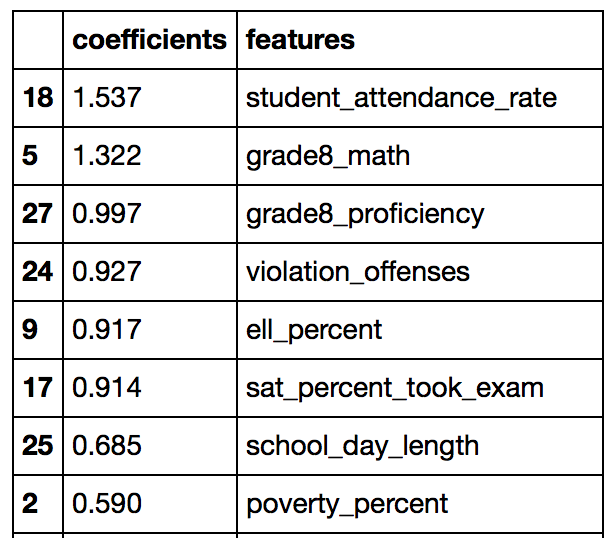 coefficients features
18 1.537 student_attendance_rate
5 1.322 grade8_math
27 0.997 grade8_proficiency
24 0.927 violation_offenses
9 0.917 ell_percent
17 0.914 sat_percent_took_exam
25 0.685 school_day_length
2 0.590 poverty_percent